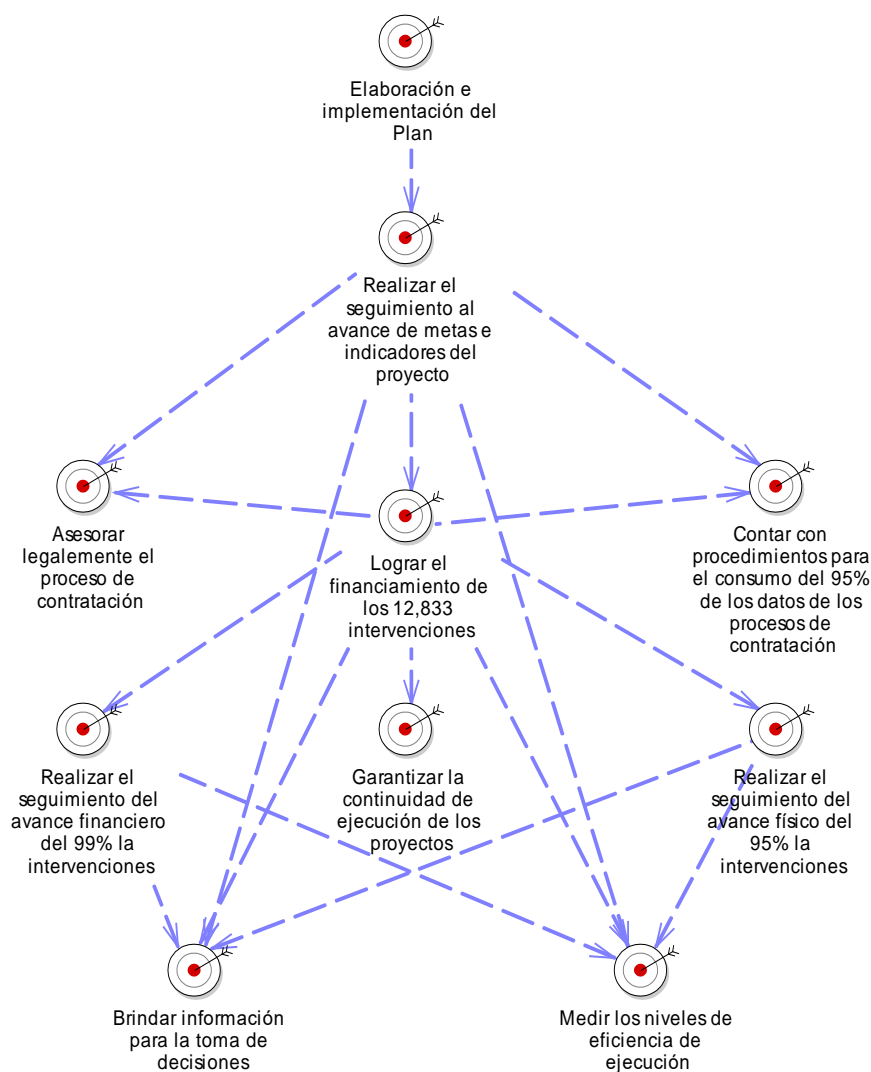 Elaboración e
implementación del
Plan
Realizar el
seguimiento al
avance de metas e
indicadores del
proyecto
Asesorar
legalemente el
proceso de
contratación
Lograr el
financiamiento de
los 12,833
intervenciones
Contar con
procedimientos para
el consumo del 95%
de los datos de los
procesos de
contratación
Realizar el
seguimiento del
avance financiero
del 99% la
intervenciones
Garantizar la
continuidad de
ejecución de los
proyectos
Realizar el
seguimiento del
avance físico del
95% la
intervenciones
Brindar información
para la toma de
decisiones
Medir los niveles de
eficiencia de
ejecución